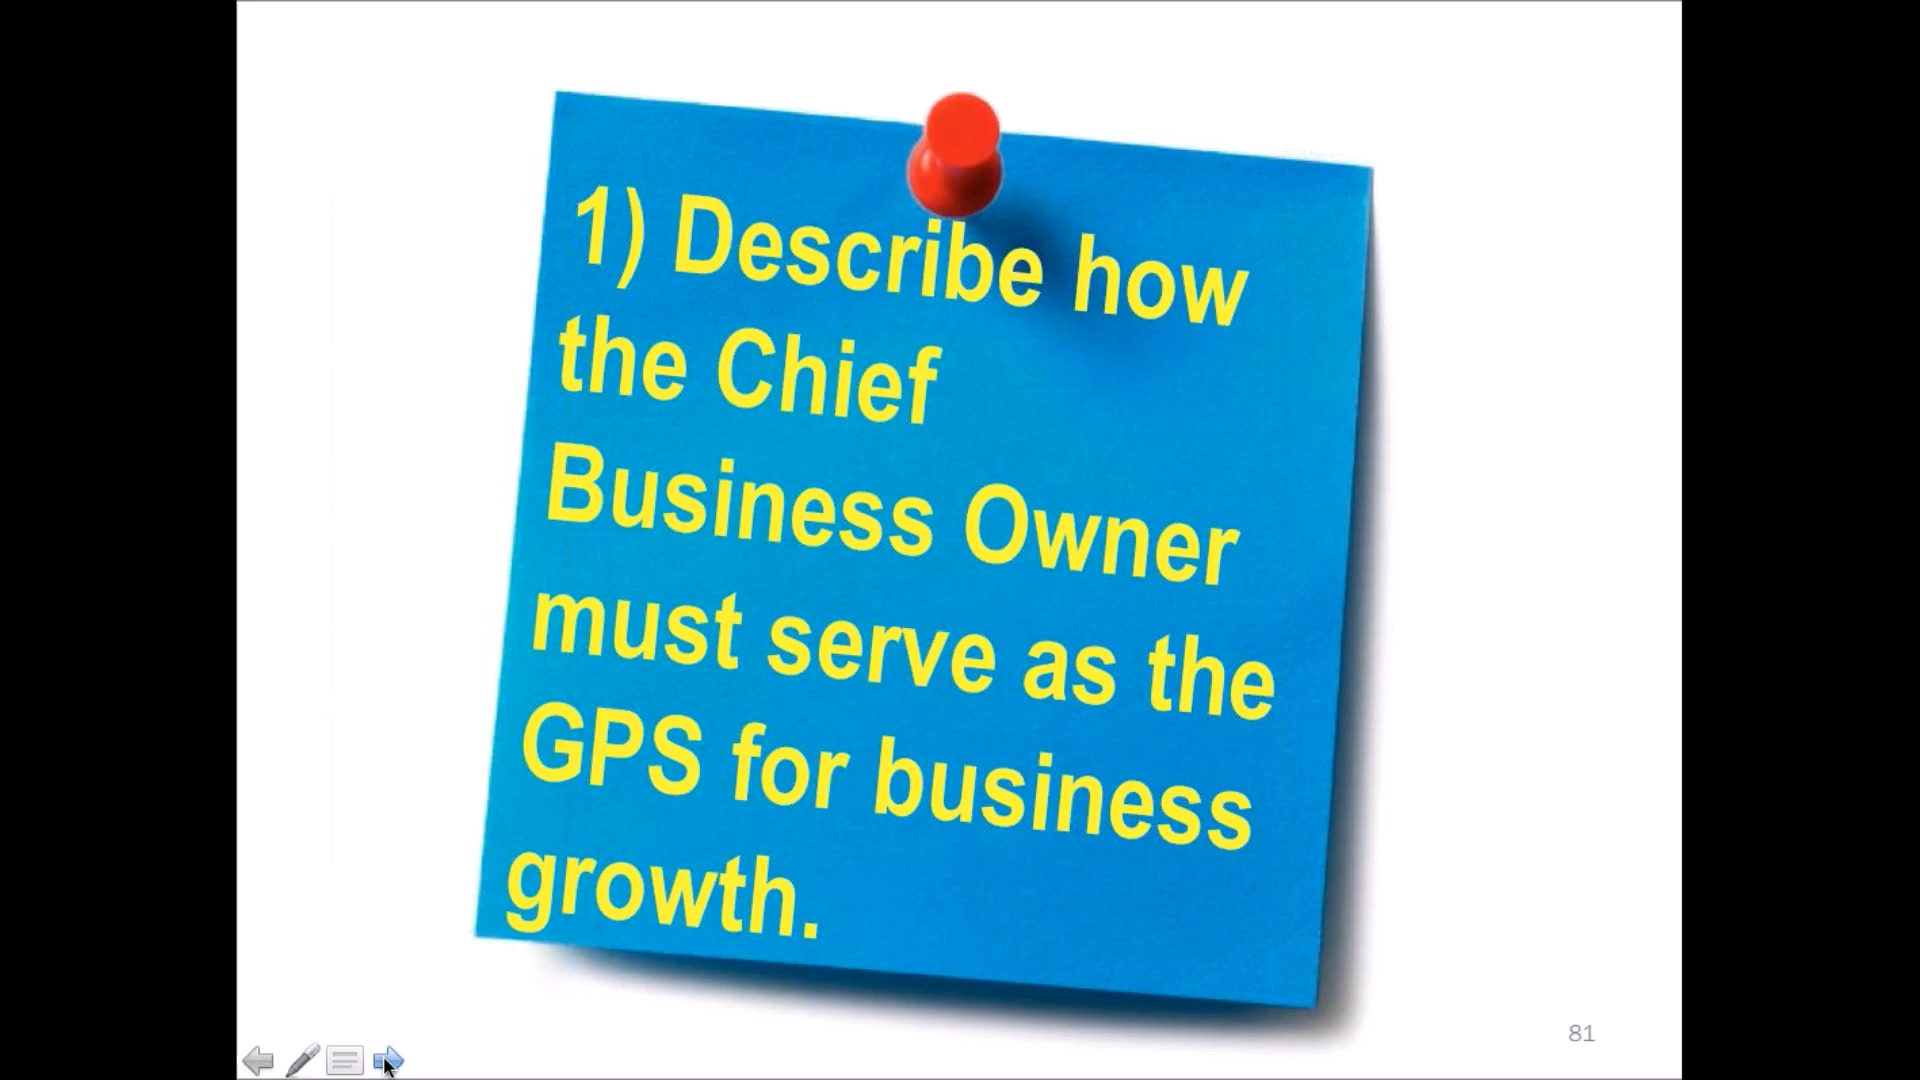 1) Describe how
the Chief
Business Owner
must serve as the
GPS for business
growth.
81